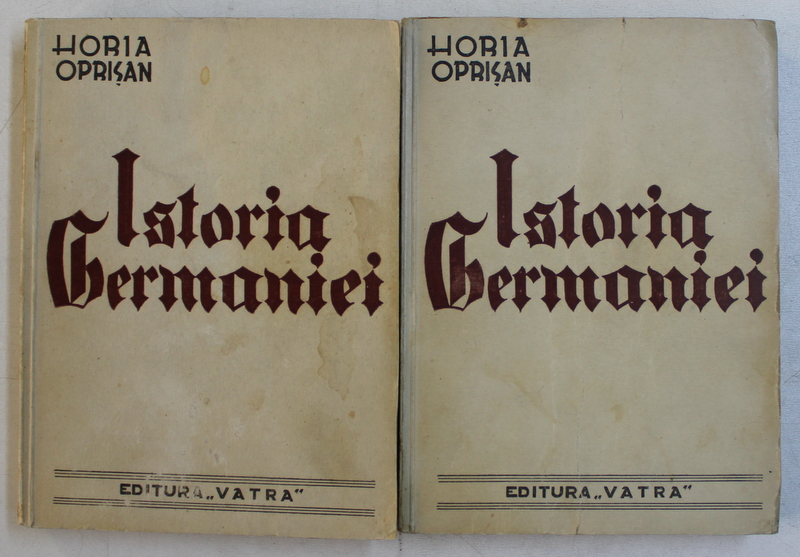 HORIA
OPRIȘAN
Istoria
Germaniei
EDITURA „VATRA“
HORIA
OPRIȘAN
Istoria
Germaniei
EDITURA „VATRA“